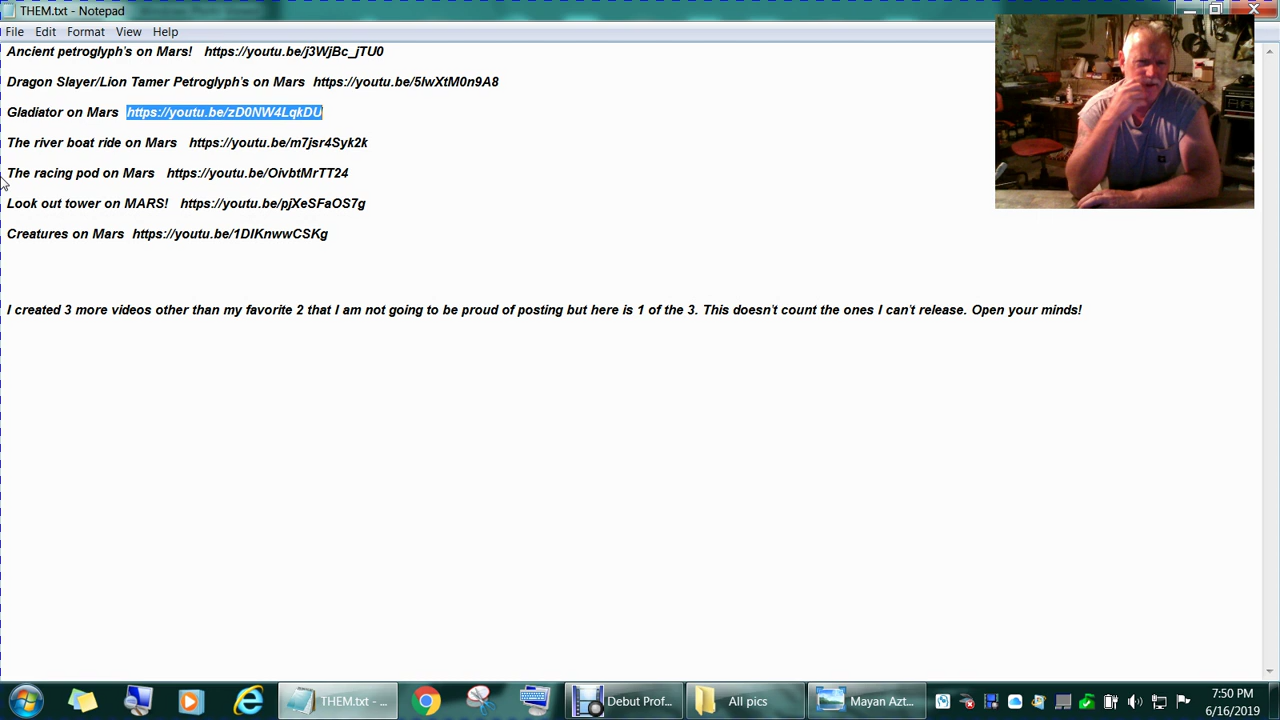 THEM.txt - Notepad
File Edit Format View Help
Ancient petroglyph's on Mars! https://youtu.be/j3WjBc_jTU0
Dragon Slayer/Lion Tamer Petroglyph's on Mars https://youtu.be/5lwXtM0n9A8
Gladiator on Mars https://youtu.be/zD0NW4LqkDU
The river boat ride on Mars https://youtu.be/m7jsr4Syk2k
The racing pod on Mars https://youtu.be/OivbtMrTT24
Look out tower on MARS! https://youtu.be/pjXeSFaOS7g
Creatures on Mars https://youtu.be/1DIKnwwCSKg
I created 3 more videos other than my favorite 2 that I am not going to be proud of posting but here is 1 of the 3. This doesn't count the ones I can't release. Open your minds!
THEM.txt - ... Debut Prof... All pics Mayan Azt... 7:50 PM
6/16/2019